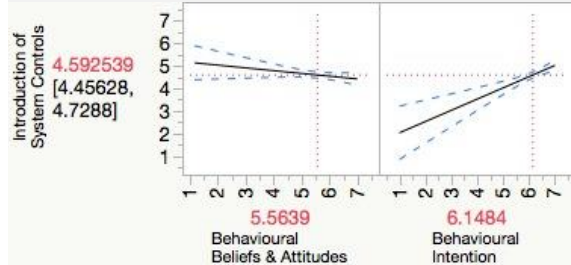 Introduction of
System Controls
4.592539
[4.45628,
4.7288]
7
6
5
4
3
2
1
1 2 3 4 5 6 7
1 2 3 4 5 6 7
5.5639
Behavioural
Beliefs & Attitudes
6.1484
Behavioural
Intention